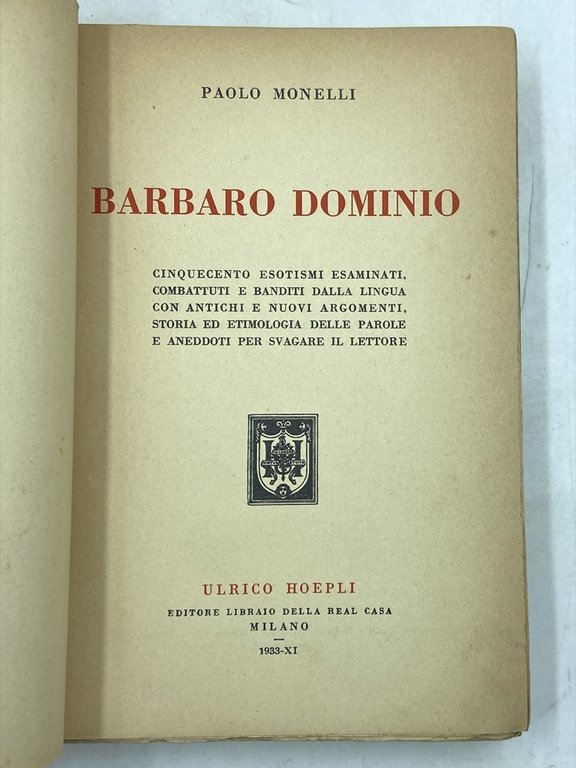 PAOLO MONELLI
BARBARO DOMINIO
CINQUECENTO ESOTISMI ESAMINATI,
COMBATTUTI E BANDITI DALLA LINGUA
CON ANTICHI E NUOVI ARGOMENTI,
STORIA ED ETIMOLOGIA DELLE PAROLE
E ANEDDOTI PER SVAGARE IL LETTORE
ULRICO HOEPLI
EDITORE LIBRAIO DELLA REAL CASA
MILANO
1933-XI